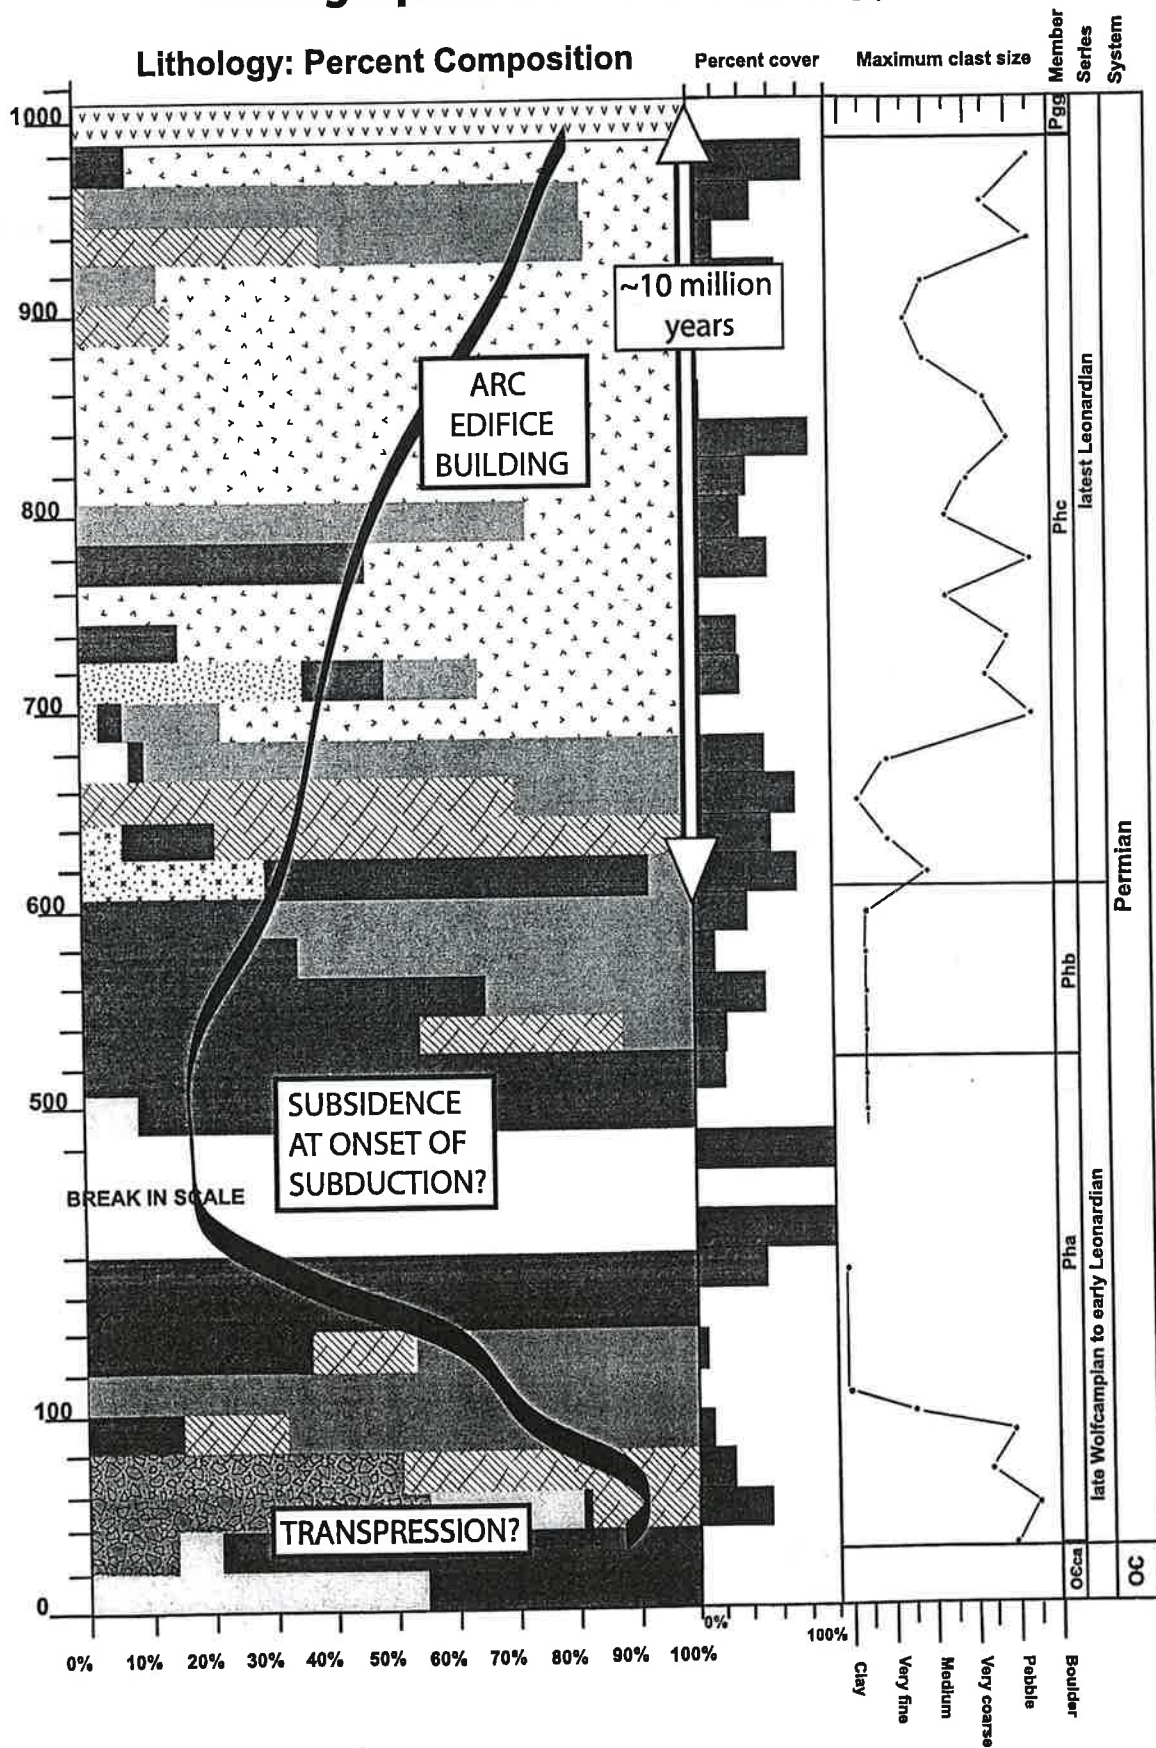 Lithology: Percent Composition
Percent cover
Maximum clast size
Member
Series
System
1000
900
800
700
600
500
100
0
Pgg
Phc
Phb
Pha
OЄca
latest Leonardian
late Wolfcampian to early Leonardian
Permian
OЄ
~10 million
years
ARC
EDIFICE
BUILDING
SUBSIDENCE
AT ONSET OF
SUBDUCTION?
BREAK IN SCALE
TRANSPRESSION?
0%
10%
20%
30%
40%
50%
60%
70%
80%
90%
100%
0%
100%
Clay
Very fine
Medium
Very coarse
Pebble
Boulder